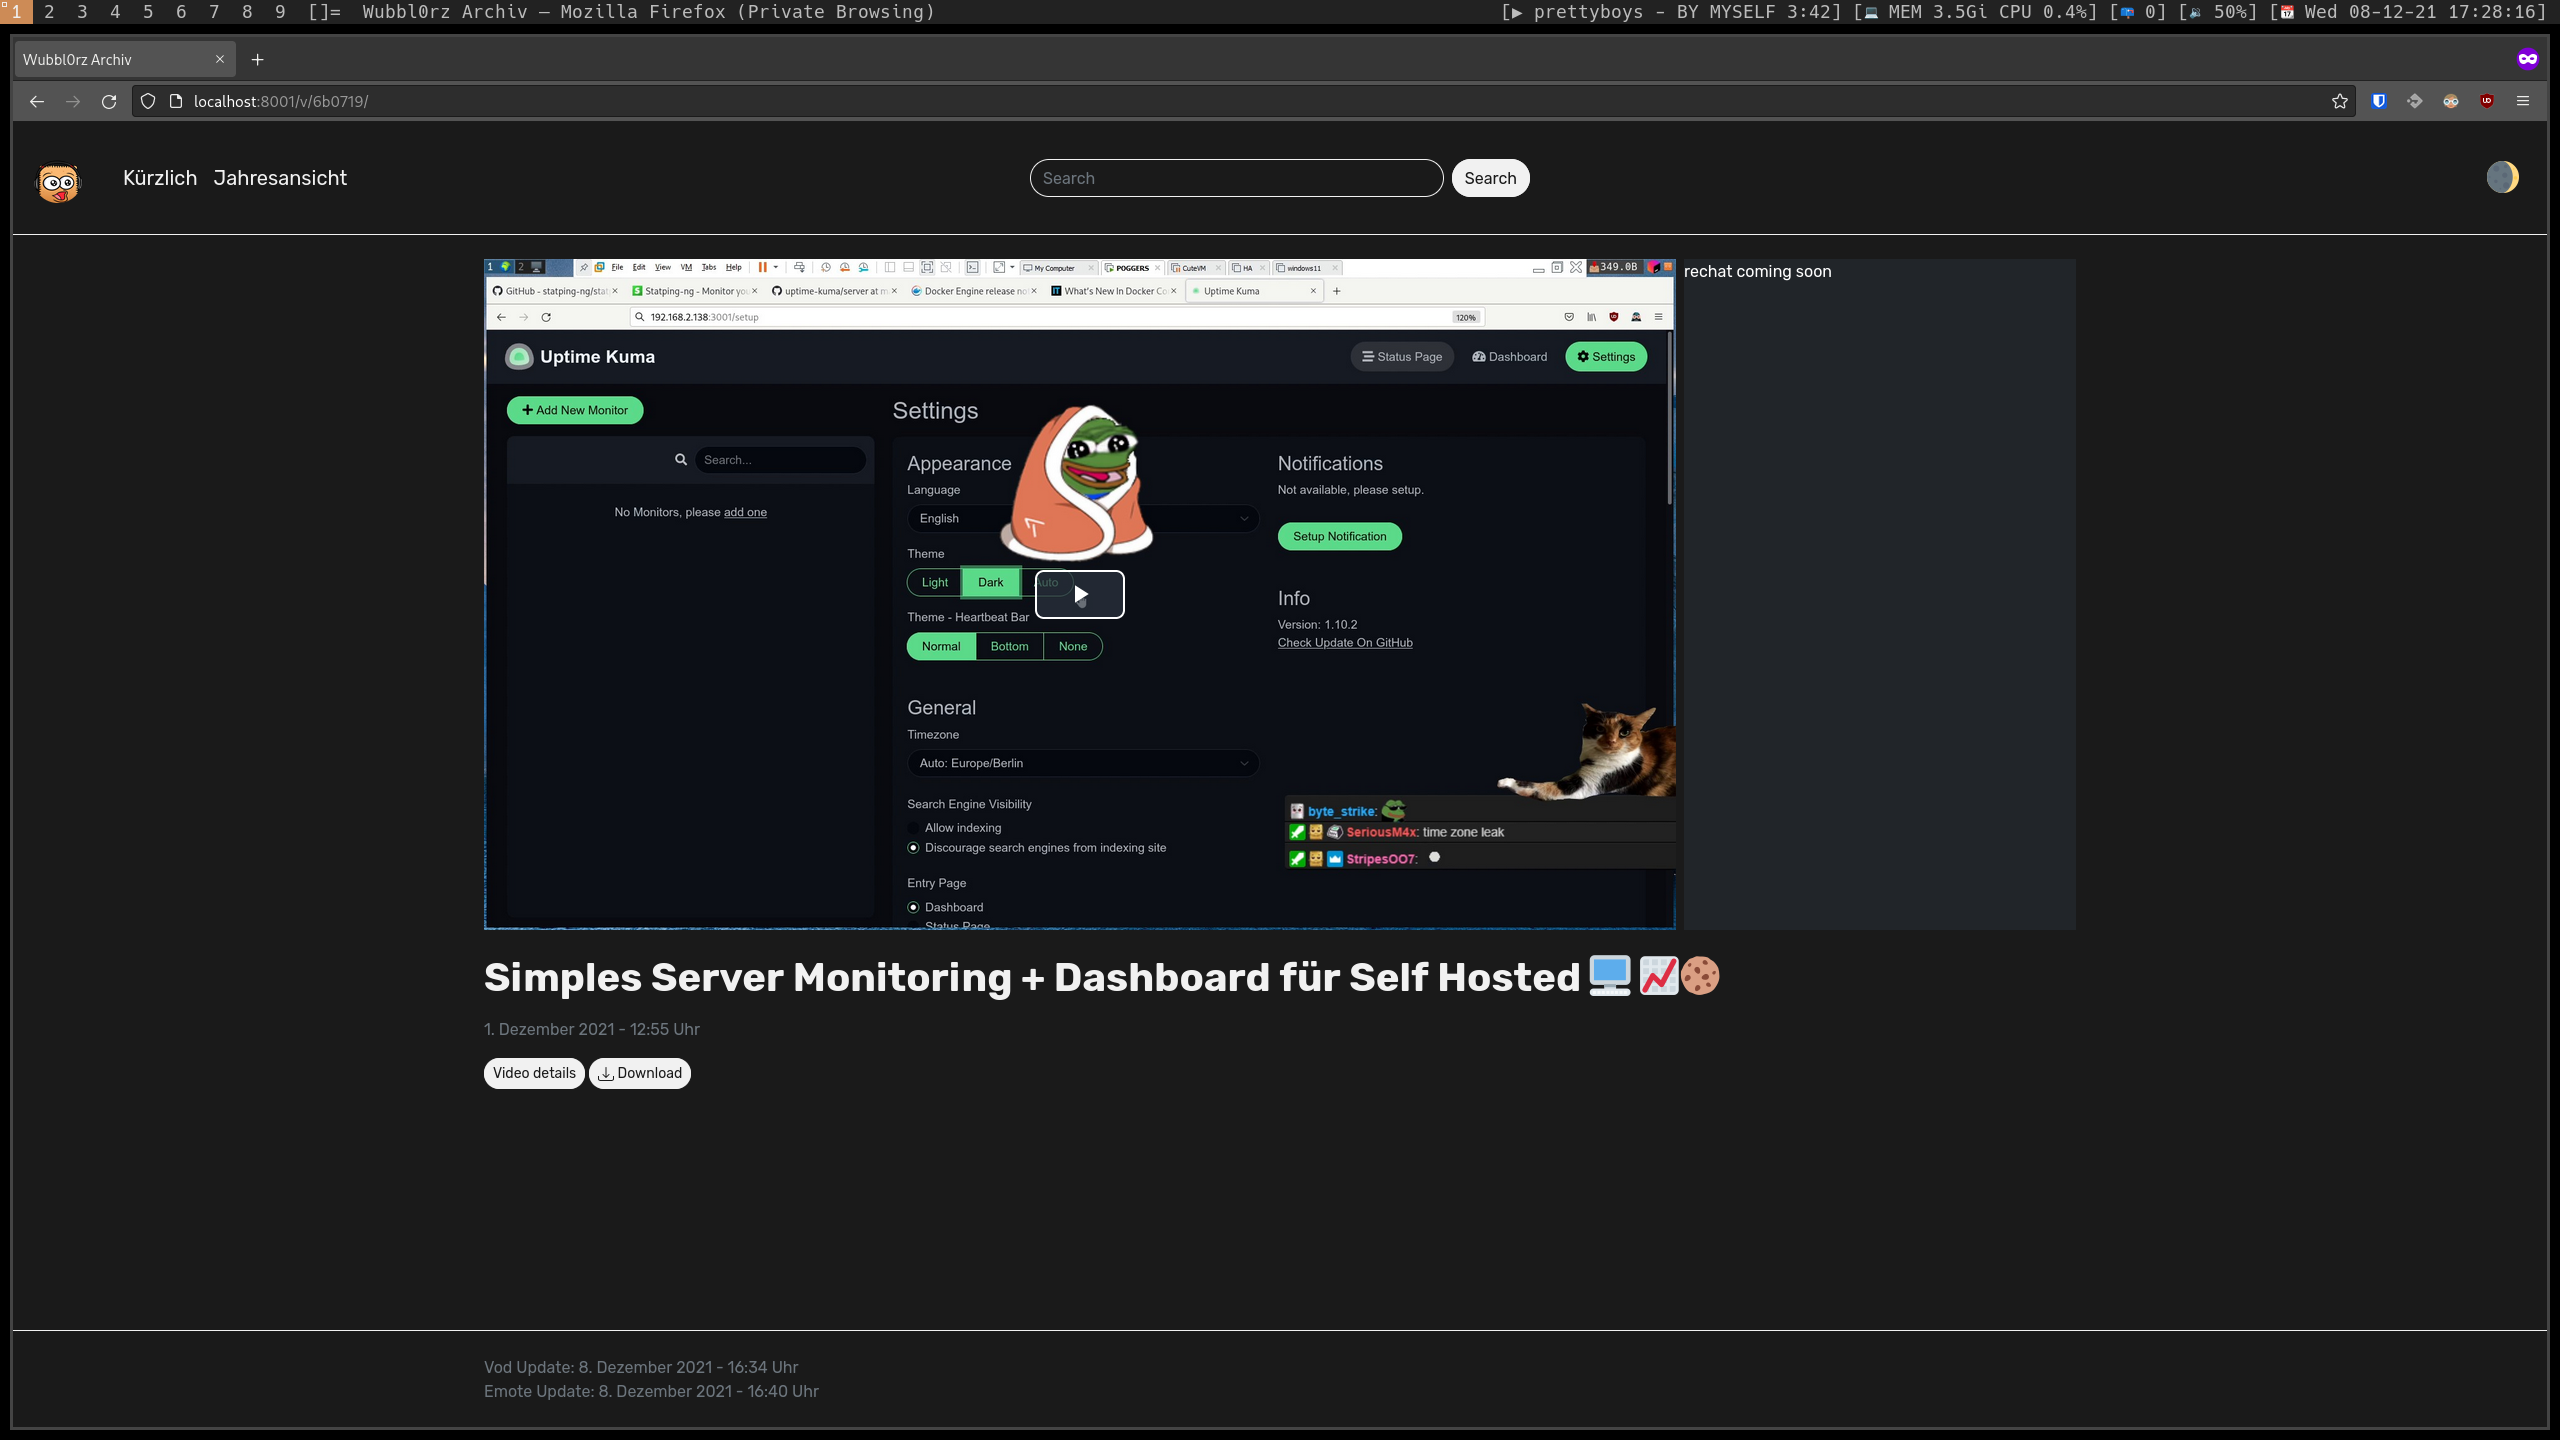 1 2 3 4 5 6 7 8 9 []= Wubbl0rz Archiv — Mozilla Firefox (Private Browsing)
[▶ prettyboys - BY MYSELF 3:42] [💻 MEM 3.5Gi CPU 0.4%] [📪 0] [🔉 50%] [📆 Wed 08-12-21 17:28:16]
Wubbl0rz Archiv
localhost:8001/v/6b0719/
Kürzlich Jahresansicht
Search
Search
1 2 File Edit View VM Tabs Help
My Computer POGGERS CuteVM HA windows11
349.0B
GitHub - statping-ng/stat
Statping-ng - Monitor yo
uptime-kuma/server at m
Docker Engine release no
What's New In Docker Co
Uptime Kuma
192.168.2.138:3001/setup
120%
Uptime Kuma
Status Page
Dashboard
Settings
Add New Monitor
Search...
No Monitors, please add one
Settings
Appearance
Language
English
Theme
Light Dark Auto
Theme - Heartbeat Bar
Normal Bottom None
Notifications
Not available, please setup.
Setup Notification
Info
Version: 1.10.2
Check Update On GitHub
General
Timezone
Auto: Europe/Berlin
Search Engine Visibility
Allow indexing
Discourage search engines from indexing site
Entry Page
Dashboard
Status Page
byte_strike:
SeriousM4x: time zone leak
StripesOO7:
rechat coming soon
Simples Server Monitoring + Dashboard für Self Hosted 🖥️📈🍪
1. Dezember 2021 - 12:55 Uhr
Video details
Download
Vod Update: 8. Dezember 2021 - 16:34 Uhr
Emote Update: 8. Dezember 2021 - 16:40 Uhr